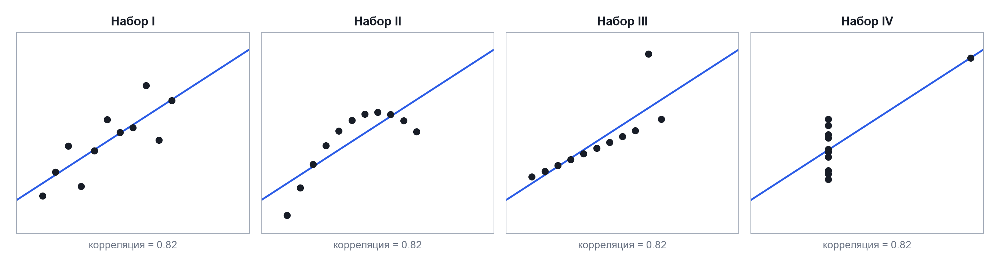 Набор I
Набор II
Набор III
Набор IV
корреляция = 0.82
корреляция = 0.82
корреляция = 0.82
корреляция = 0.82